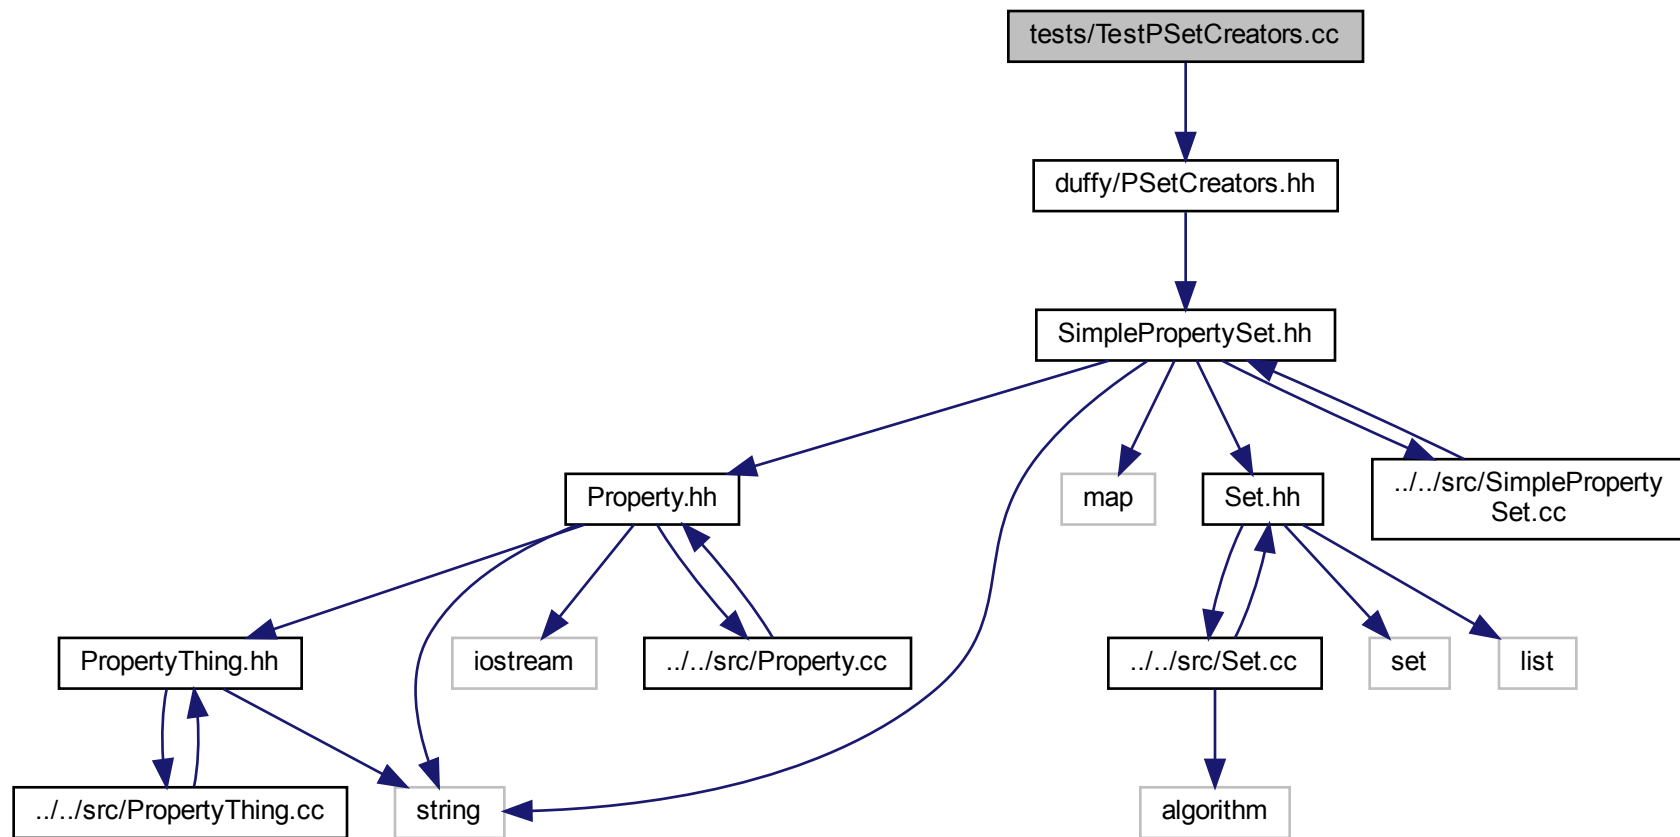 tests/TestPSetCreators.cc
duffy/PSetCreators.hh
SimplePropertySet.hh
Property.hh
map
Set.hh
../../src/SimpleProperty
Set.cc
PropertyThing.hh
iostream
../../src/Property.cc
../../src/Set.cc
set
list
../../src/PropertyThing.cc
string
algorithm